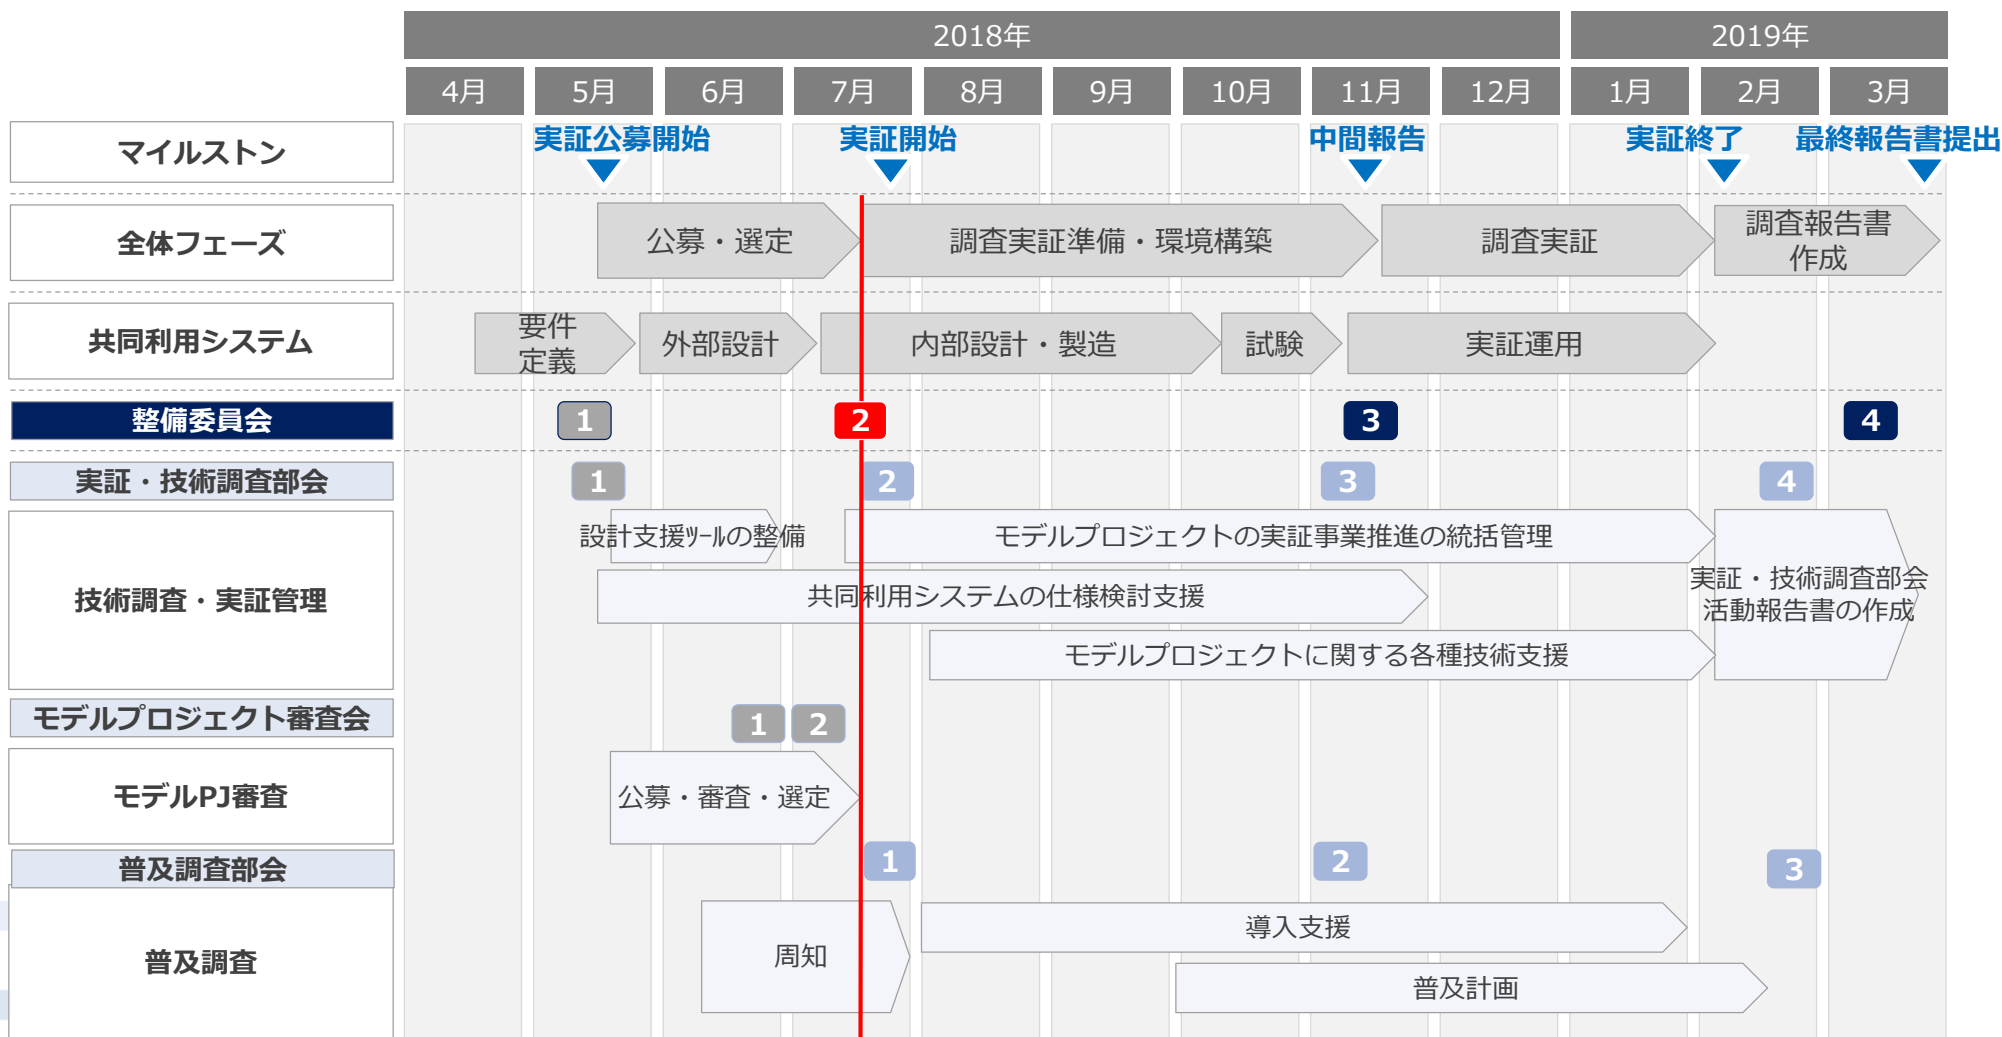 2018年
2019年
4月
5月
6月
7月
8月
9月
10月
11月
12月
1月
2月
3月
マイルストン
実証公募開始
実証開始
中間報告
実証終了
最終報告書提出
全体フェーズ
公募・選定
調査実証準備・環境構築
調査実証
調査報告書
作成
共同利用システム
要件
定義
外部設計
内部設計・製造
試験
実証運用
整備委員会
1
2
3
4
実証・技術調査部会
1
2
3
4
技術調査・実証管理
設計支援ﾂｰﾙの整備
モデルプロジェクトの実証事業推進の統括管理
共同利用システムの仕様検討支援
モデルプロジェクトに関する各種技術支援
実証・技術調査部会
活動報告書の作成
モデルプロジェクト審査会
1
2
モデルPJ審査
公募・審査・選定
普及調査部会
1
2
3
普及調査
周知
導入支援
普及計画